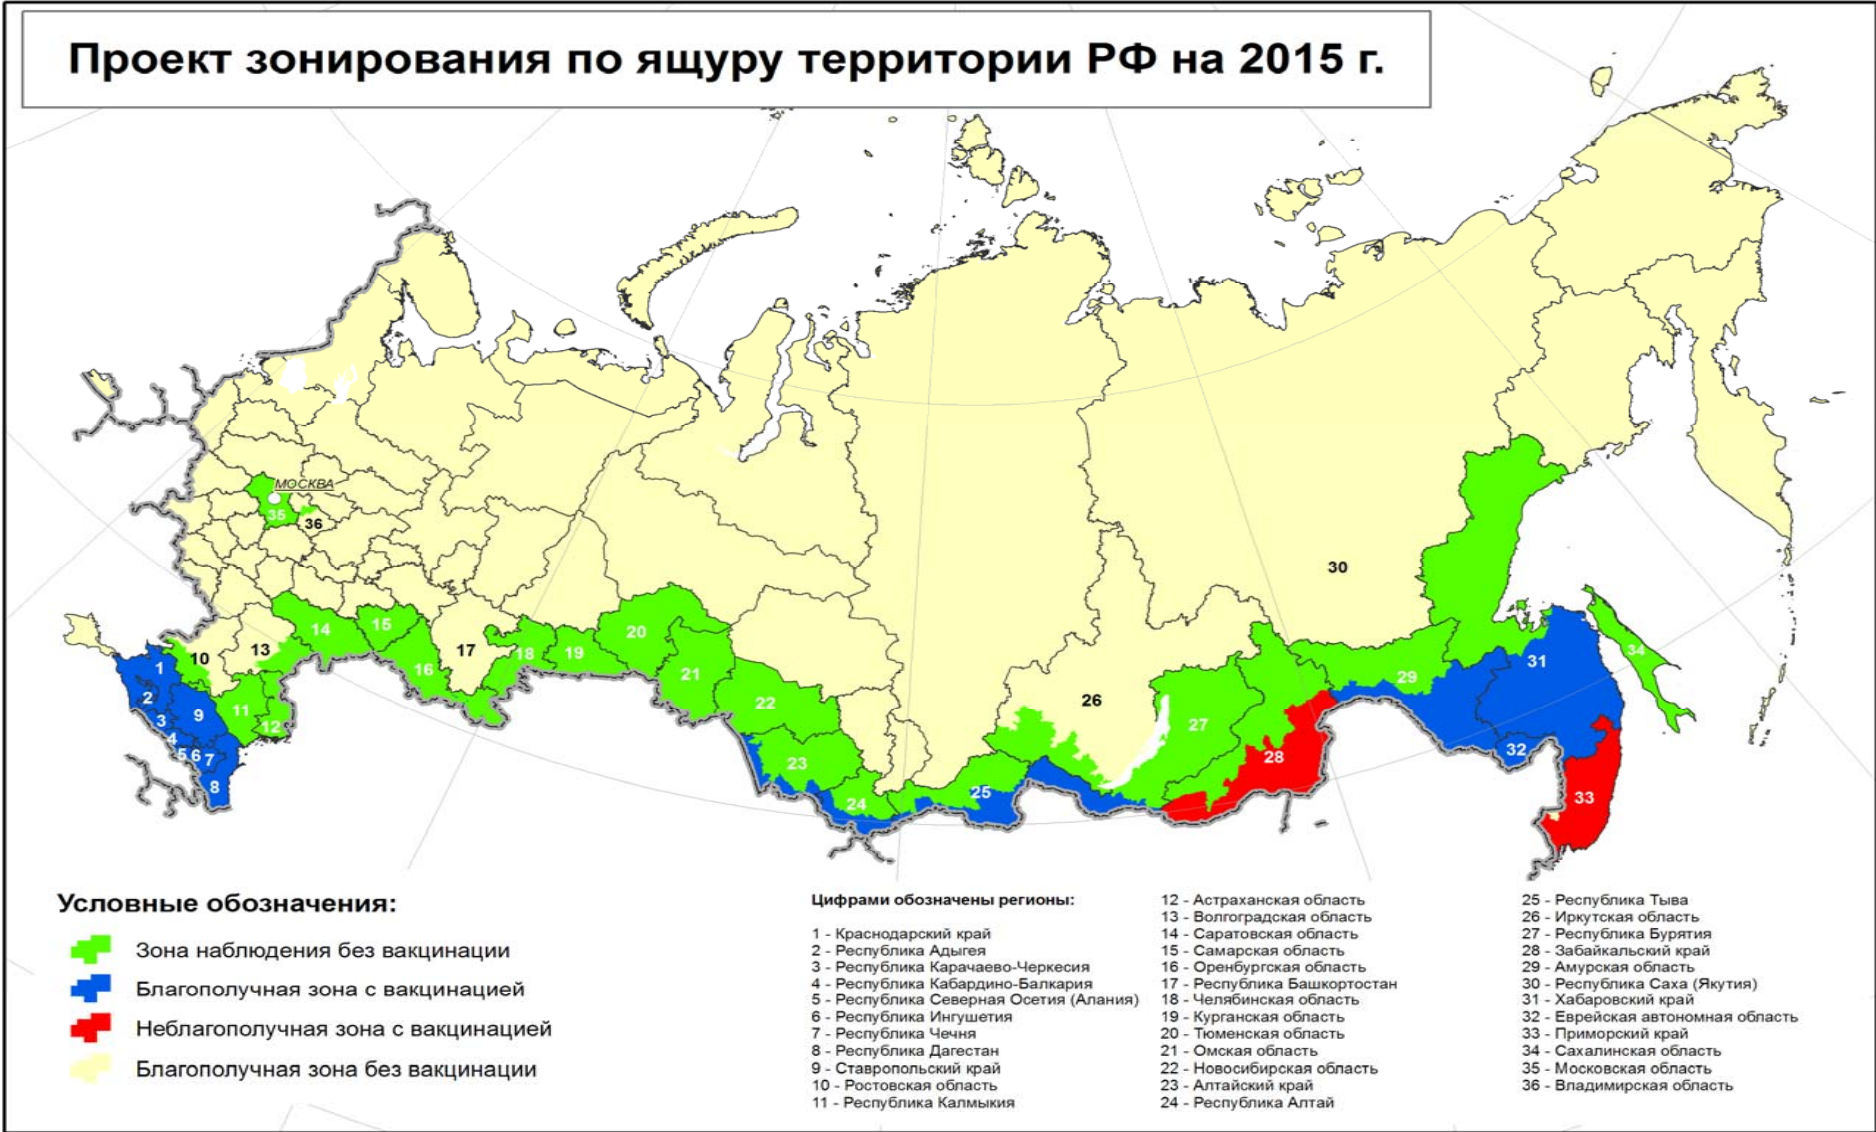 Проект зонирования по ящуру территории РФ на 2015 г.
МОСКВА
35
36
30
14
15
13
10
17
16
18
19
20
21
22
1
2
3
4
5
6
7
8
9
11
12
23
24
25
26
27
28
29
31
32
33
34
Условные обозначения:
Зона наблюдения без вакцинации
Благополучная зона с вакцинацией
Неблагополучная зона с вакцинацией
Благополучная зона без вакцинации
Цифрами обозначены регионы:
1 - Краснодарский край
2 - Республика Адыгея
3 - Республика Карачаево-Черкесия
4 - Республика Кабардино-Балкария
5 - Республика Северная Осетия (Алания)
6 - Республика Ингушетия
7 - Республика Чечня
8 - Республика Дагестан
9 - Ставропольский край
10 - Ростовская область
11 - Республика Калмыкия
12 - Астраханская область
13 - Волгоградская область
14 - Саратовская область
15 - Самарская область
16 - Оренбургская область
17 - Республика Башкортостан
18 - Челябинская область
19 - Курганская область
20 - Тюменская область
21 - Омская область
22 - Новосибирская область
23 - Алтайский край
24 - Республика Алтай
25 - Республика Тыва
26 - Иркутская область
27 - Республика Бурятия
28 - Забайкальский край
29 - Амурская область
30 - Республика Саха (Якутия)
31 - Хабаровский край
32 - Еврейская автономная область
33 - Приморский край
34 - Сахалинская область
35 - Московская область
36 - Владимирская область